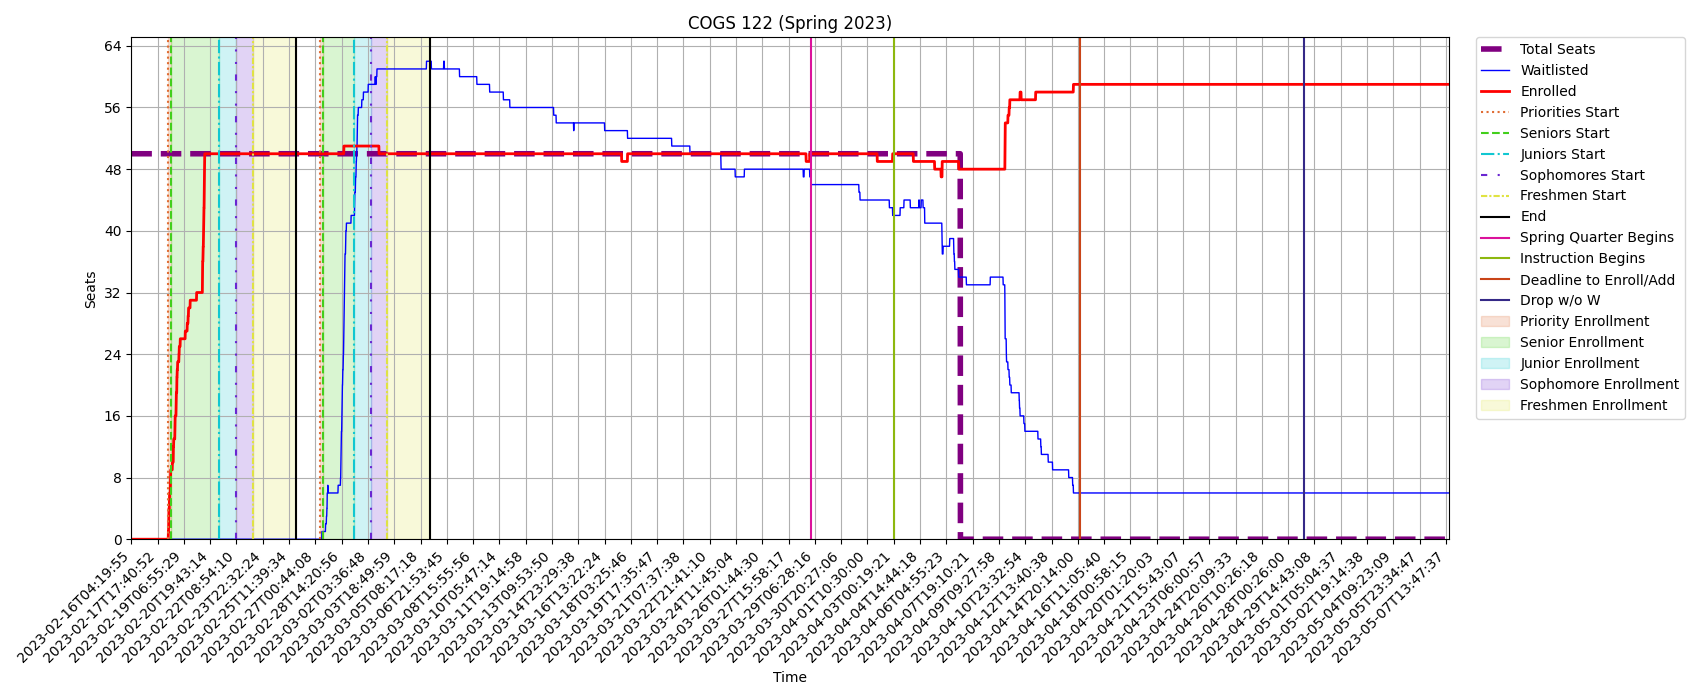 COGS 122 (Spring 2023)
Seats
64
56
48
40
32
24
16
8
0
2023-02-16T04:19:55
2023-02-17T17:40:52
2023-02-19T06:55:29
2023-02-20T19:43:14
2023-02-22T08:54:10
2023-02-23T22:32:24
2023-02-25T11:39:34
2023-02-27T00:44:08
2023-02-28T14:20:56
2023-03-02T03:36:48
2023-03-03T18:49:59
2023-03-05T08:17:18
2023-03-06T21:53:45
2023-03-08T15:55:56
2023-03-10T05:47:14
2023-03-11T19:14:58
2023-03-13T09:53:50
2023-03-14T23:29:38
2023-03-16T13:22:24
2023-03-18T03:25:46
2023-03-19T17:35:47
2023-03-21T07:37:38
2023-03-22T21:41:10
2023-03-24T11:45:04
2023-03-26T01:44:30
2023-03-27T15:58:17
2023-03-29T06:28:16
2023-03-30T20:27:06
2023-04-01T10:30:00
2023-04-03T00:19:21
2023-04-04T14:44:18
2023-04-06T04:55:23
2023-04-07T19:10:21
2023-04-09T09:27:58
2023-04-10T23:32:54
2023-04-12T13:40:38
2023-04-14T20:14:00
2023-04-16T11:05:40
2023-04-18T00:58:15
2023-04-20T01:20:03
2023-04-21T15:43:07
2023-04-23T06:00:57
2023-04-24T20:09:33
2023-04-26T10:26:18
2023-04-28T00:26:00
2023-04-29T14:43:08
2023-05-01T05:04:37
2023-05-02T19:14:38
2023-05-04T09:23:09
2023-05-05T23:34:47
2023-05-07T13:47:37
Time
Total Seats
Waitlisted
Enrolled
Priorities Start
Seniors Start
Juniors Start
Sophomores Start
Freshmen Start
End
Spring Quarter Begins
Instruction Begins
Deadline to Enroll/Add
Drop w/o W
Priority Enrollment
Senior Enrollment
Junior Enrollment
Sophomore Enrollment
Freshmen Enrollment